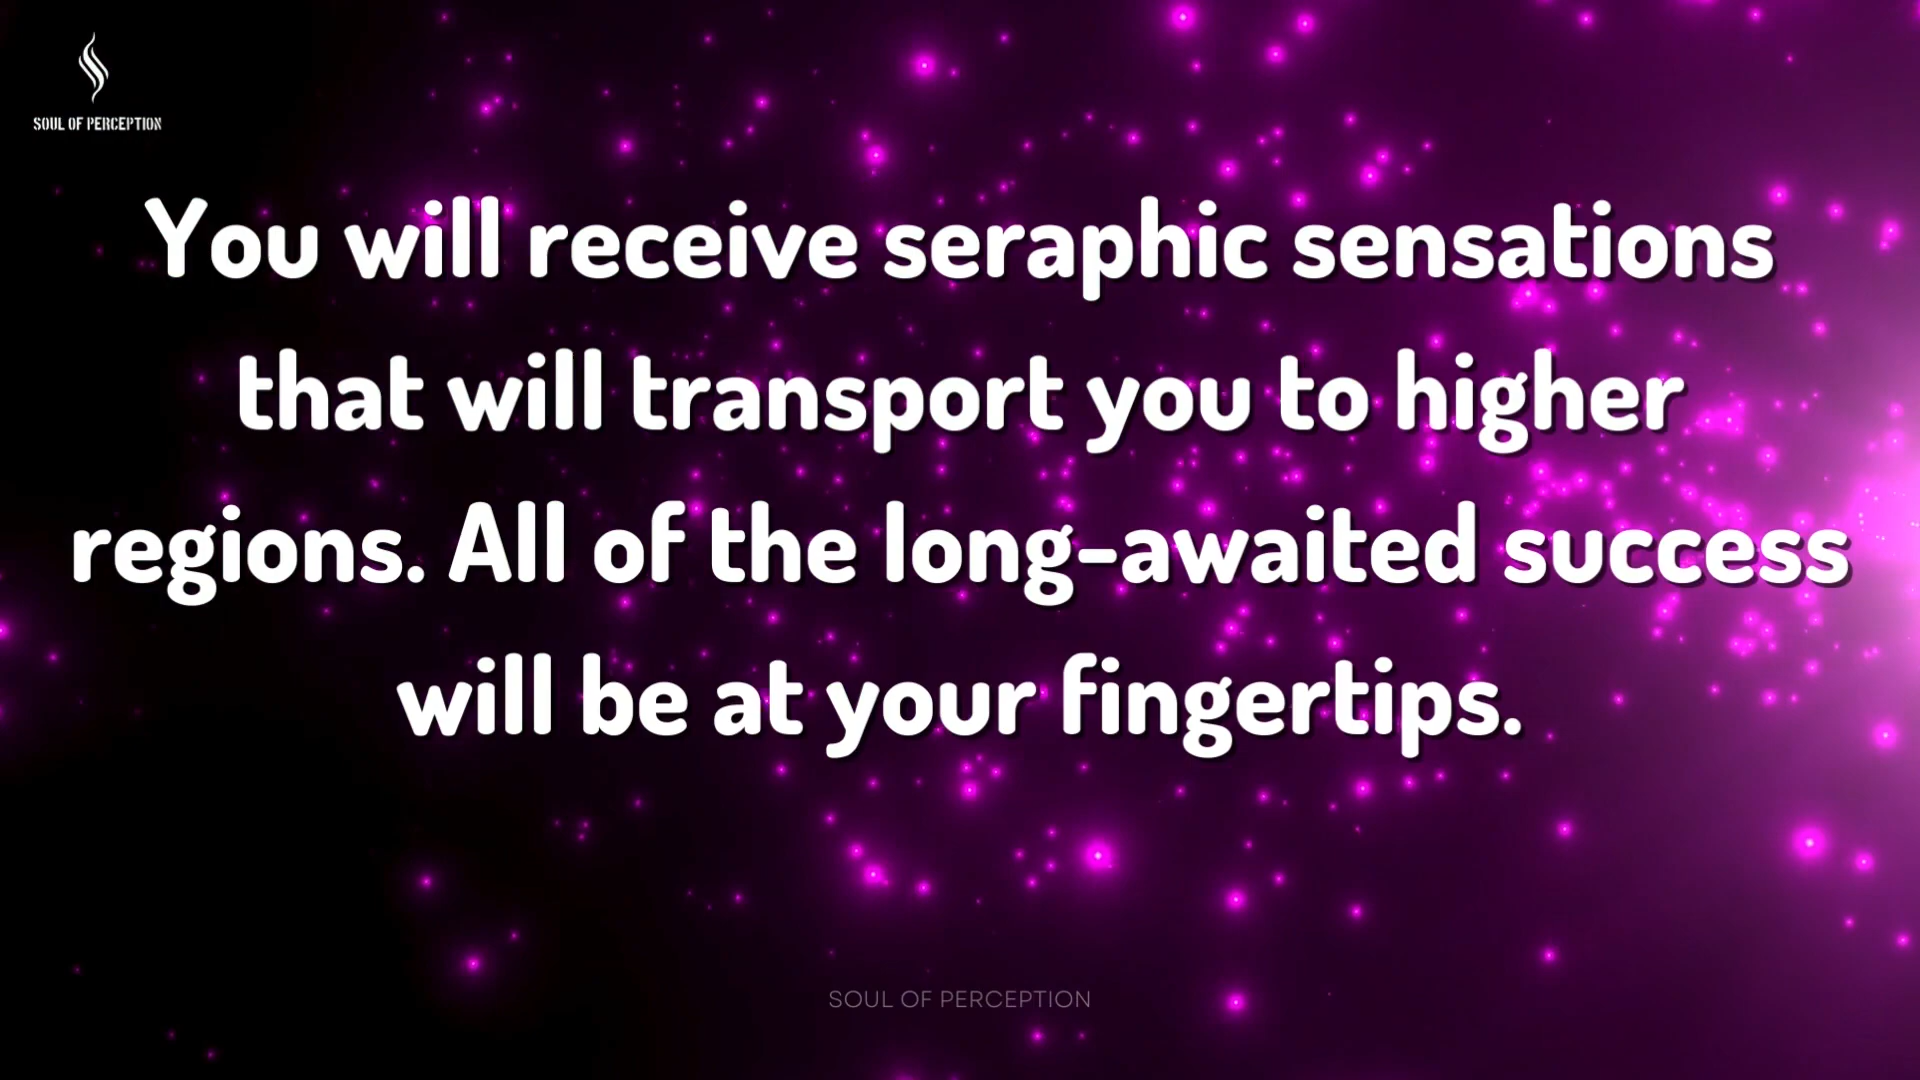 SOUL OF PERCEPTION
You will receive seraphic sensations
that will transport you to higher
regions. All of the long-awaited success
will be at your fingertips.
SOUL OF PERCEPTION